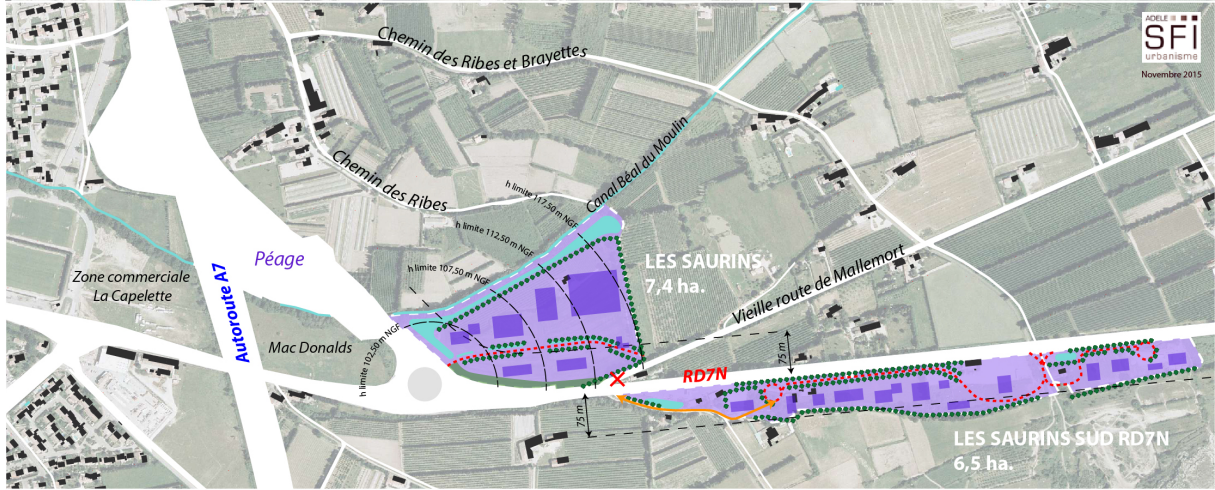 ADELE
SFI
urbanisme
Novembre 2015
Chemin des Ribes et Brayettes
Canal Béal du Moulin
Chemin des Ribes
h limite 117,50 m NGF
h limite 112,50 m NGF
h limite 107,50 m NGF
h limite 102,50 m NGF
Péage
Zone commerciale
La Capelette
Autoroute A7
Mac Donalds
LES SAURINS
7,4 ha.
Vieille route de Mallemort
75 m
RD7N
75 m
LES SAURINS SUD RD7N
6,5 ha.